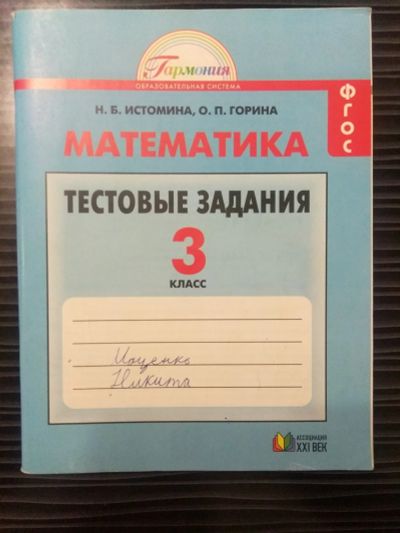 Гармония
ОБРАЗОВАТЕЛЬНАЯ СИСТЕМА
Н. Б. ИСТОМИНА, О. П. ГОРИНА
МАТЕМАТИКА
ФГОС
ТЕСТОВЫЕ ЗАДАНИЯ
3
КЛАСС
Иоценко
Никита
АССОЦИАЦИЯ
XXI ВЕК